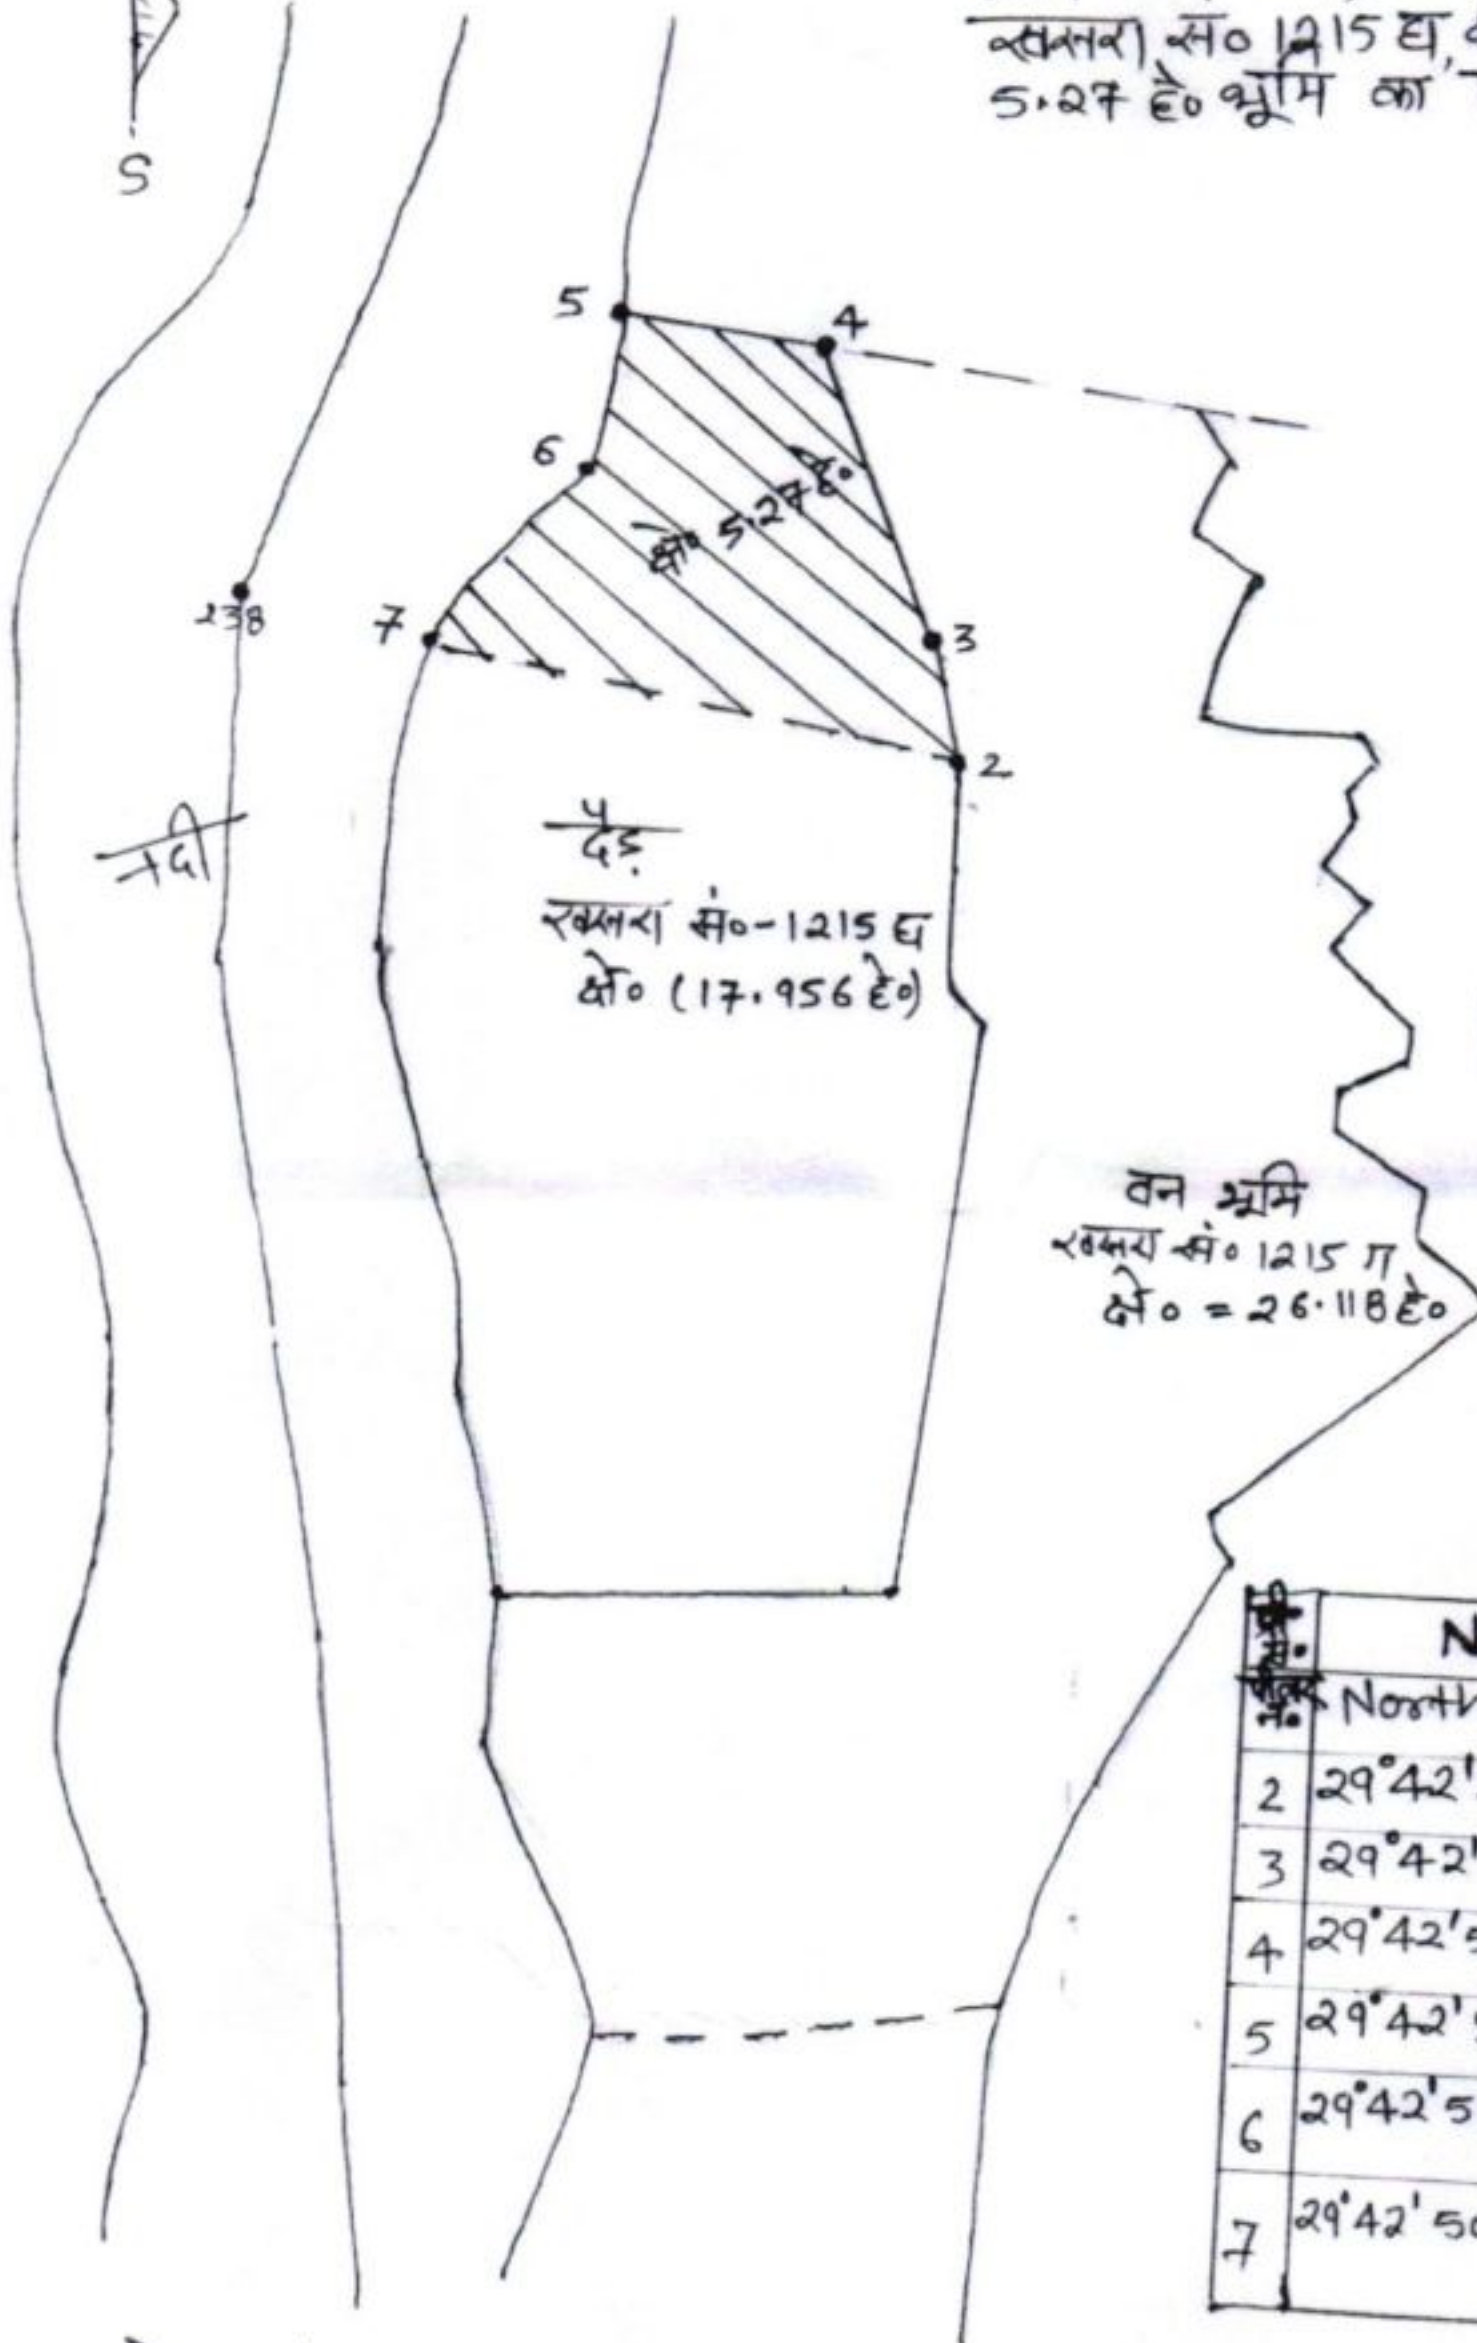 खसरा सं० 1215 घ,
5.27 हे० भूमि का
S
5
4
6
क्षे० 5.27 हे०
238
7
3
2
नदी
खसरा सं०-1215 घ
क्षे० (17.956 हे०)
वन भूमि
खसरा सं० 1215 ग
क्षे० = 26.118 हे०
N
North
2 29°42'
3 29°42'
4 29°42'5
5 29°42'5
6 29°42'5
7 29°42'50